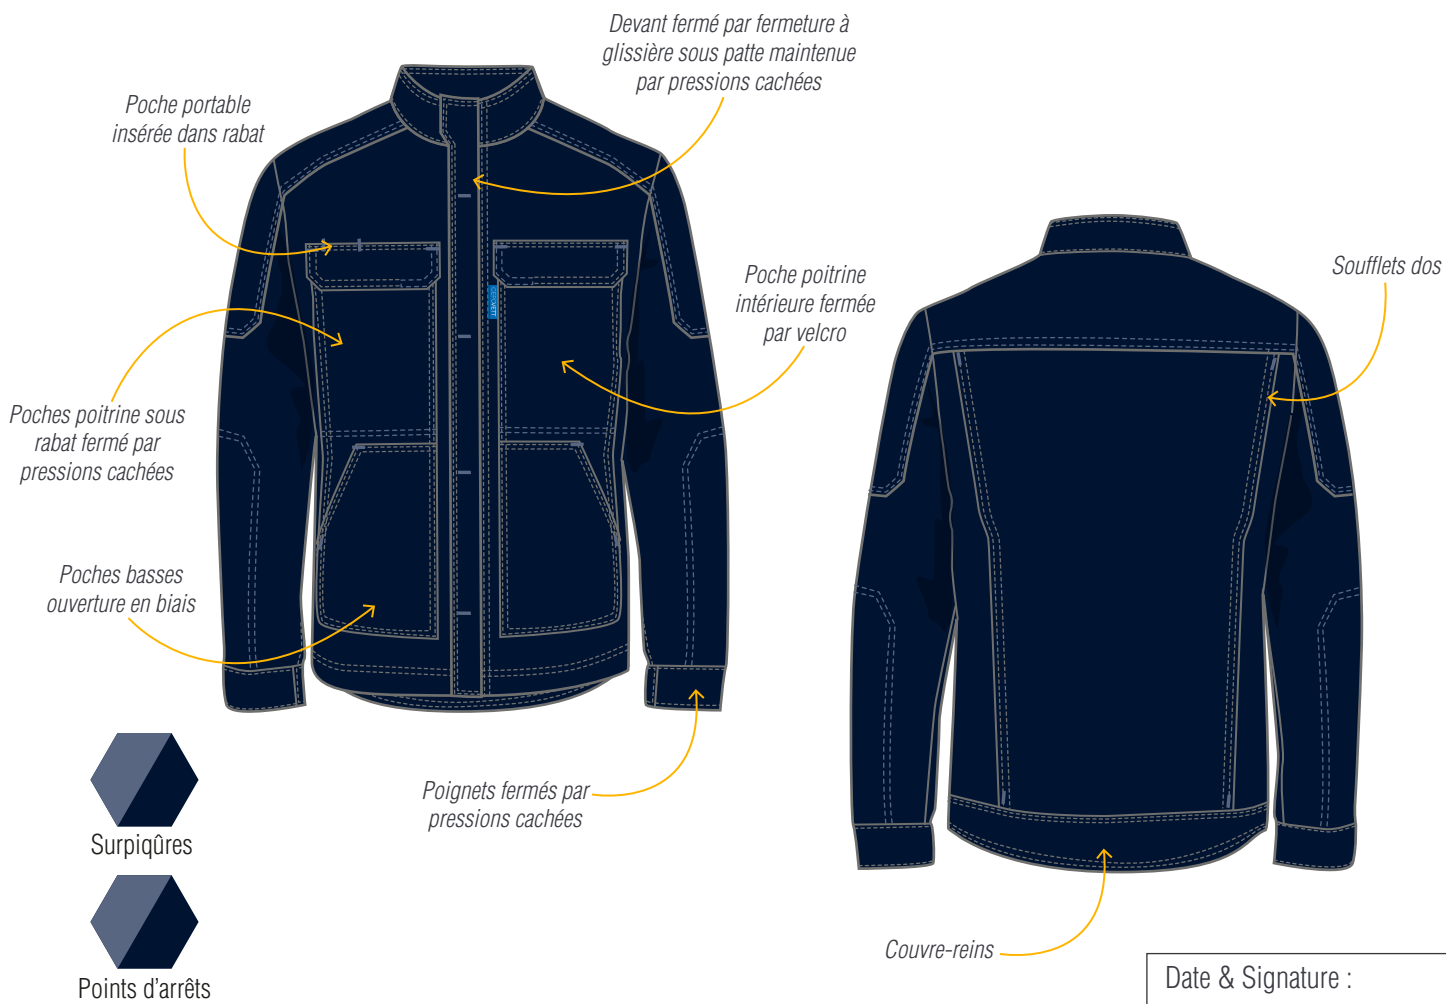 Devant fermé par fermeture à
glissière sous patte maintenue
par pressions cachées
Poche portable
insérée dans rabat
Poche poitrine
intérieure fermée
par velcro
Soufflets dos
Poches poitrine sous
rabat fermé par
pressions cachées
Poches basses
ouverture en biais
Poignets fermés par
pressions cachées
Surpiqûres
Points d'arrêts
Couvre-reins
Date & Signature :